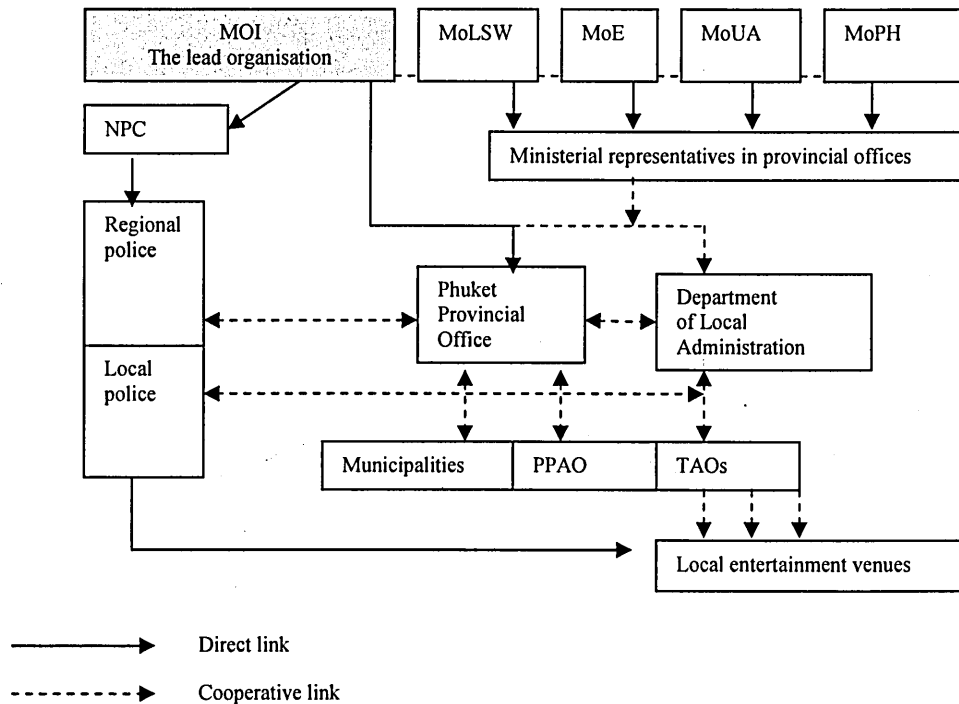 MOI
The lead organisation
MoLSW
MoE
MoUA
MoPH
NPC
Ministerial representatives in provincial offices
Regional
police
Phuket
Provincial
Office
Department
of Local
Administration
Local
police
Municipalities
PPAO
TAOs
Local entertainment venues
Direct link
Cooperative link